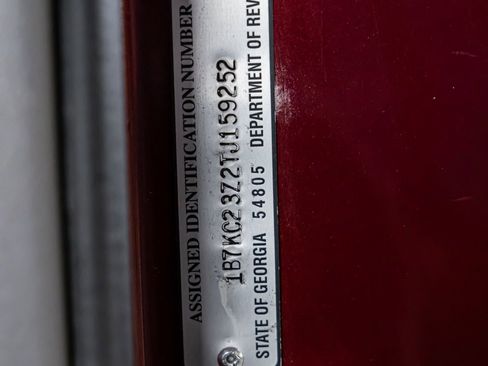 ASSIGNED IDENTIFICATION NUMBER
1B7KC23Z2TJ159252
STATE OF GEORGIA 54805 DEPARTMENT OF REV